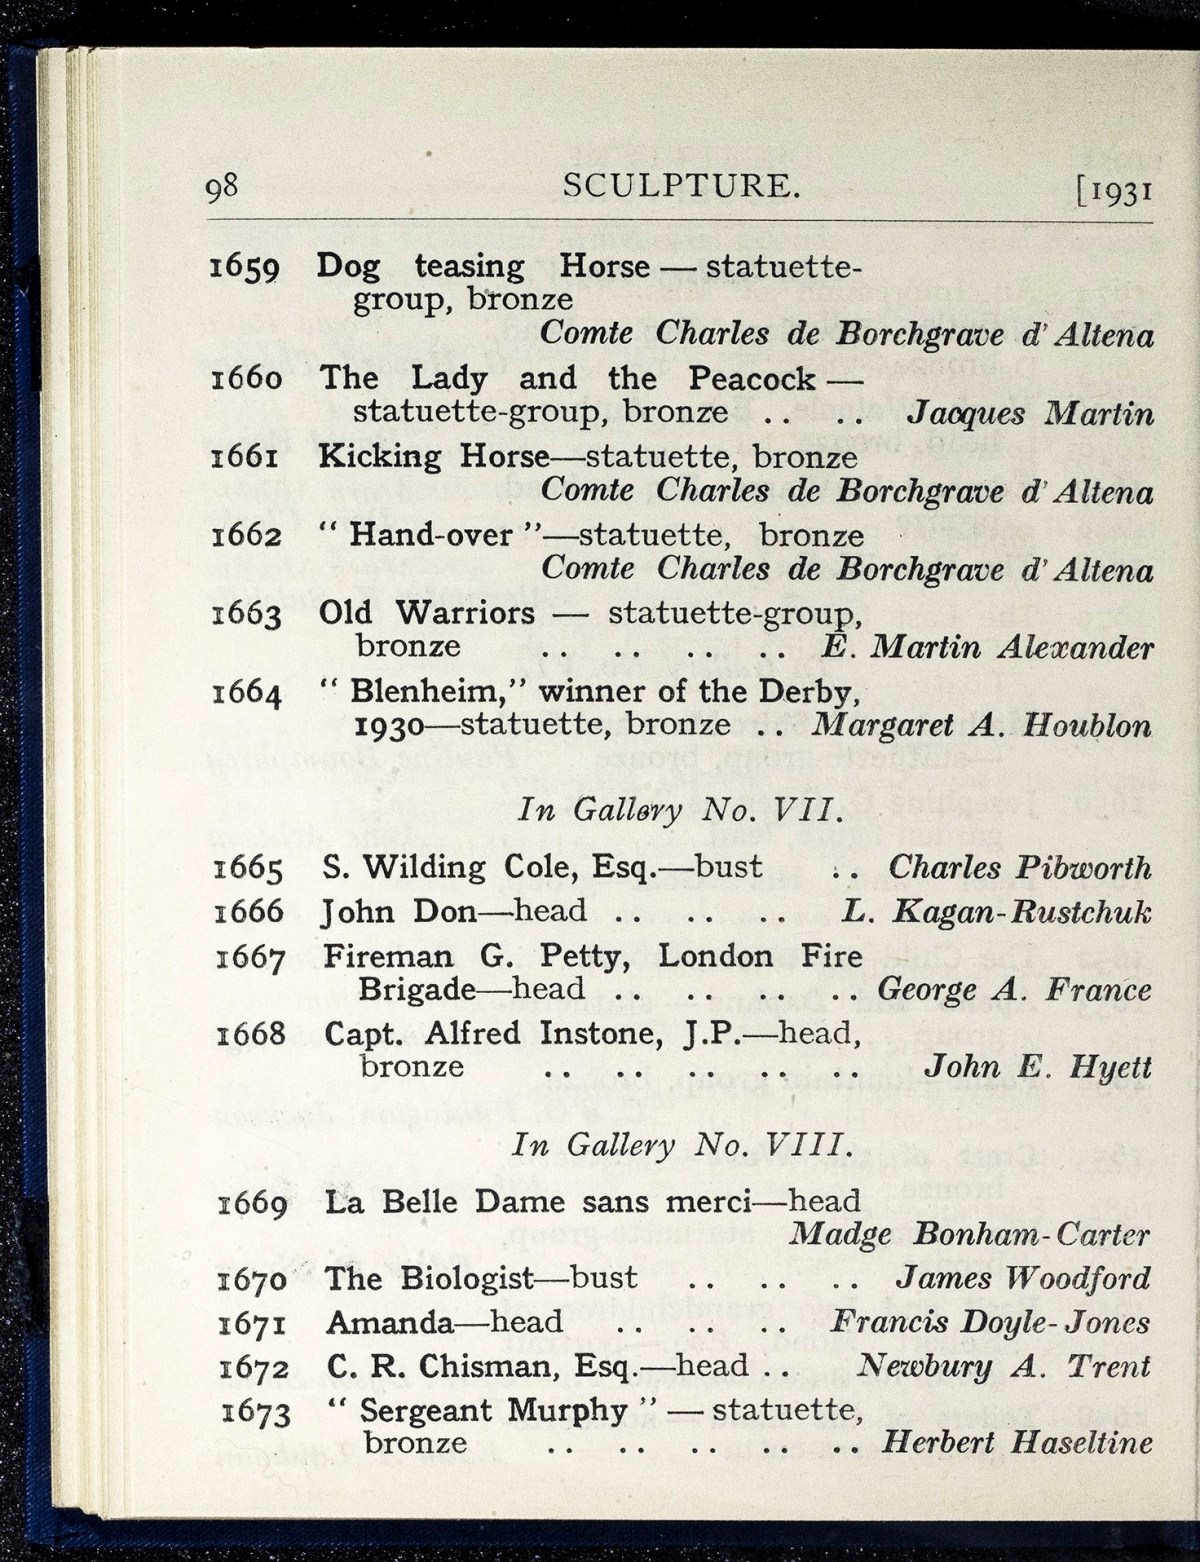 98 SCULPTURE. [1931
1659 Dog teasing Horse — statuette-
group, bronze
Comte Charles de Borchgrave d'Altena
1660 The Lady and the Peacock —
statuette-group, bronze .. .. Jacques Martin
1661 Kicking Horse—statuette, bronze
Comte Charles de Borchgrave d'Altena
1662 “ Hand-over ”—statuette, bronze
Comte Charles de Borchgrave d'Altena
1663 Old Warriors — statuette-group,
bronze .. .. .. .. E. Martin Alexander
1664 “ Blenheim,” winner of the Derby,
1930—statuette, bronze .. Margaret A. Houblon
In Gallery No. VII.
1665 S. Wilding Cole, Esq.—bust .. Charles Pibworth
1666 John Don—head .. .. .. L. Kagan-Rustchuk
1667 Fireman G. Petty, London Fire
Brigade—head .. .. .. .. George A. France
1668 Capt. Alfred Instone, J.P.—head,
bronze .. .. .. .. .. John E. Hyett
In Gallery No. VIII.
1669 La Belle Dame sans merci—head
Madge Bonham-Carter
1670 The Biologist—bust .. .. .. James Woodford
1671 Amanda—head .. .. .. Francis Doyle-Jones
1672 C. R. Chisman, Esq.—head .. Newbury A. Trent
1673 “ Sergeant Murphy ” — statuette,
bronze .. .. .. .. .. Herbert Haseltine